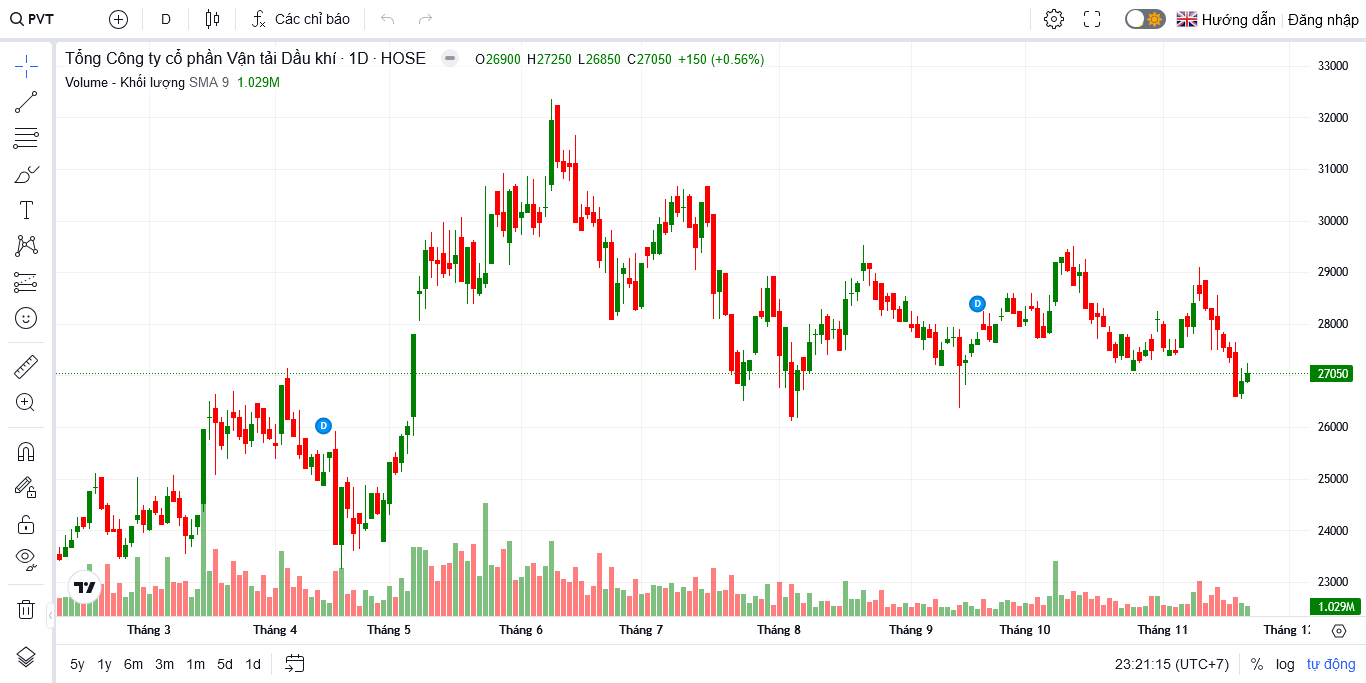 PVT D Các chỉ báo Hướng dẫn Đăng nhập
Tổng Công ty cổ phần Vận tải Dầu khí · 1D · HOSE O26900 H27250 L26850 C27050 +150 (+0.56%)
Volume - Khối lượng SMA 9 1.029M
33000
32000
31000
30000
29000
28000
27050
26000
25000
24000
23000
1.029M
D
D
Tháng 3 Tháng 4 Tháng 5 Tháng 6 Tháng 7 Tháng 8 Tháng 9 Tháng 10 Tháng 11 Tháng 12
5y 1y 6m 3m 1m 5d 1d 23:21:15 (UTC+7) % log tự động